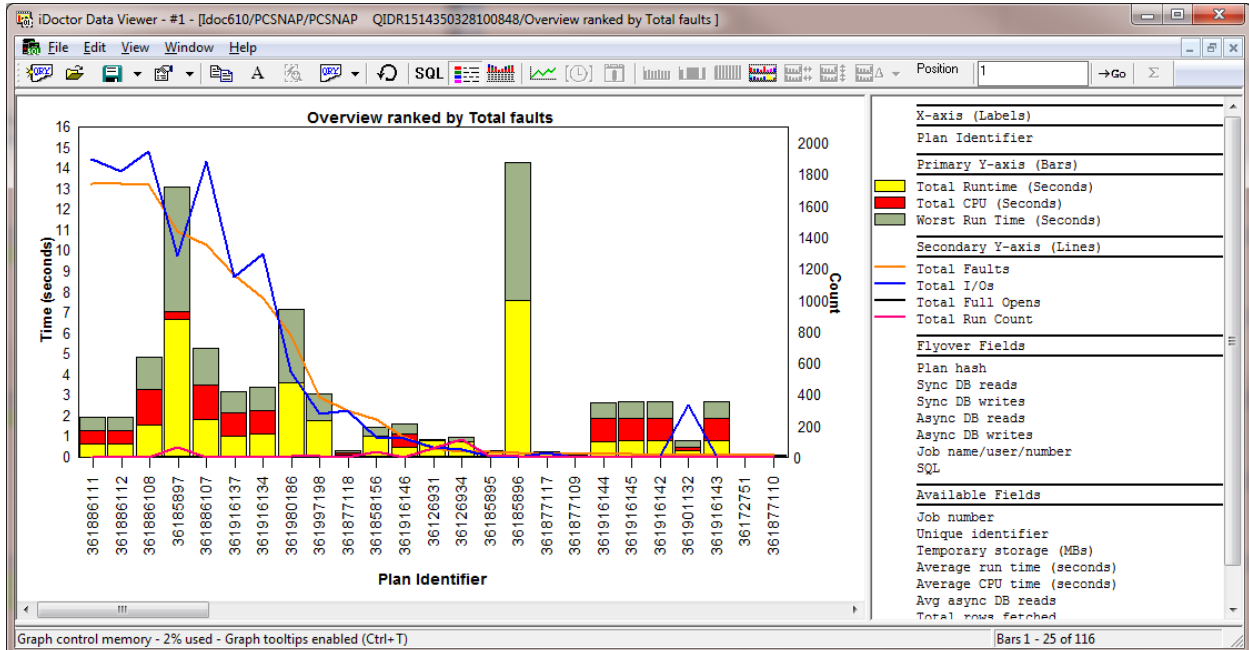 iDoctor Data Viewer - #1 - [Idoc610/PCSNAP/PCSNAP QIDR1514350328100848/Overview ranked by Total faults ]
File Edit View Window Help
QRY A QRY SQL Position 1 →Go Σ
Overview ranked by Total faults
16
15
14
13
12
11
10
9
8
7
6
5
4
3
2
1
0
Time (seconds)
2000
1800
1600
1400
1200
1000
800
600
400
200
0
Count
361886111
361886112
361886108
36185897
361886107
361916137
361916134
361980186
361997198
361877118
361858156
361916146
36126931
36126934
36185895
36185896
361877117
361877109
361916144
361916145
361916142
361901132
361916143
36172751
361877110
Plan Identifier
X-axis (Labels)
Plan Identifier
Primary Y-axis (Bars)
Total Runtime (Seconds)
Total CPU (Seconds)
Worst Run Time (Seconds)
Secondary Y-axis (Lines)
Total Faults
Total I/Os
Total Full Opens
Total Run Count
Flyover Fields
Plan hash
Sync DB reads
Sync DB writes
Async DB reads
Async DB writes
Job name/user/number
SQL
Available Fields
Job number
Unique identifier
Temporary storage (MBs)
Average run time (seconds)
Average CPU time (seconds)
Avg async DB reads
Total rows fetched
Graph control memory - 2% used - Graph tooltips enabled (Ctrl+T)
Bars 1 - 25 of 116